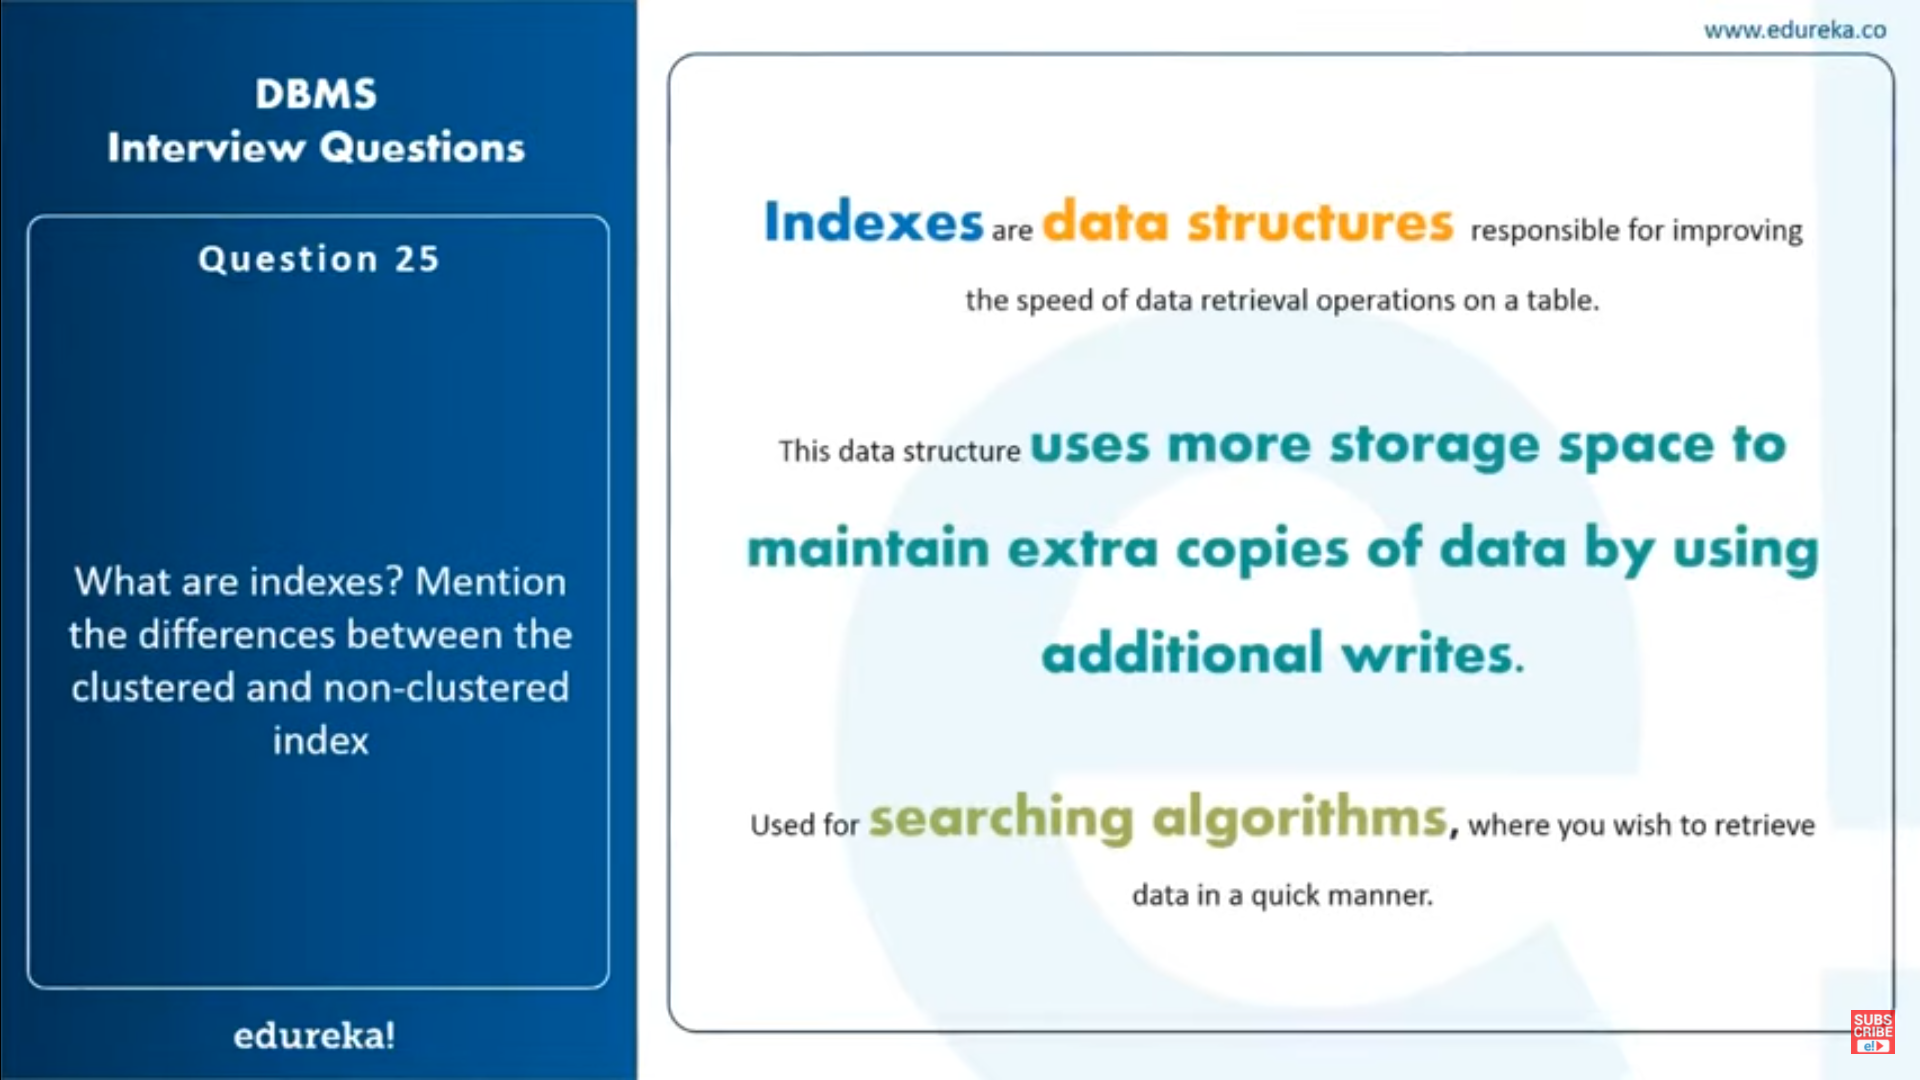 www.edureka.co
DBMS
Interview Questions
Question 25
What are indexes? Mention
the differences between the
clustered and non-clustered
index
edureka!
Indexes are data structures responsible for improving
the speed of data retrieval operations on a table.
This data structure uses more storage space to
maintain extra copies of data by using
additional writes.
Used for searching algorithms, where you wish to retrieve
data in a quick manner.
SUBS
CRIBE
e!